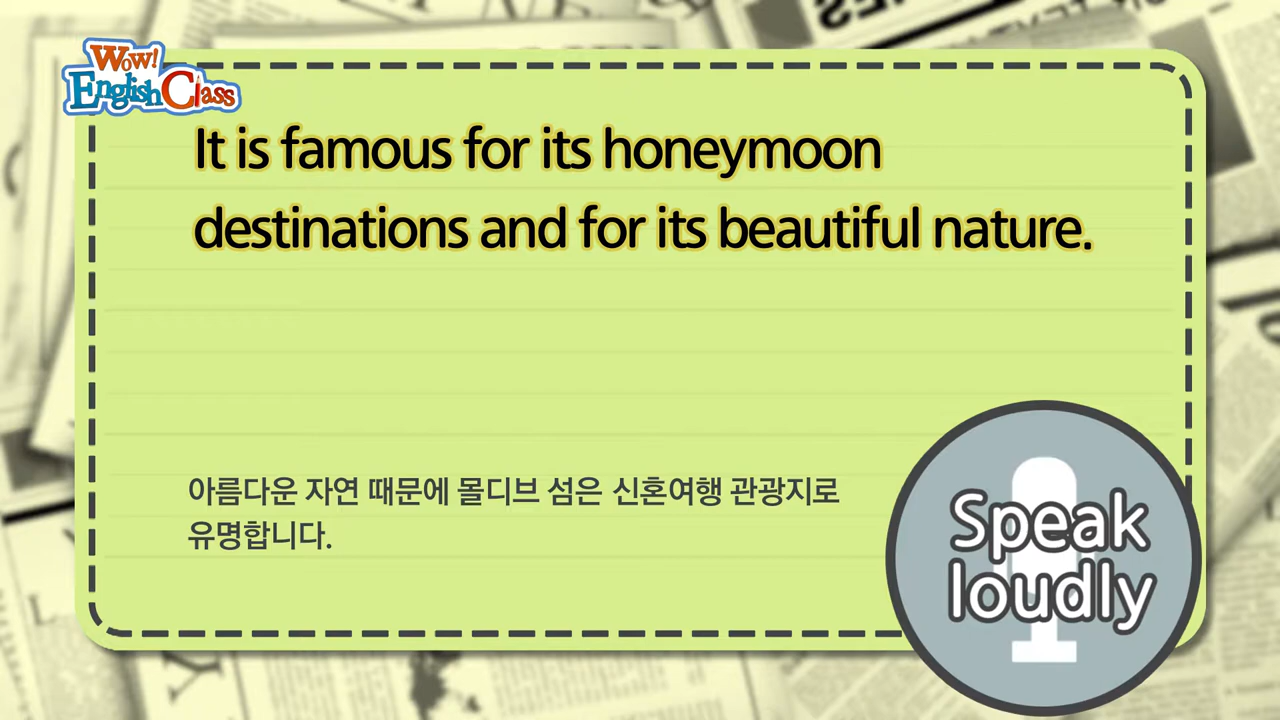 Wow!
English Class
It is famous for its honeymoon
destinations and for its beautiful nature.
아름다운 자연 때문에 몰디브 섬은 신혼여행 관광지로
유명합니다.
Speak
loudly